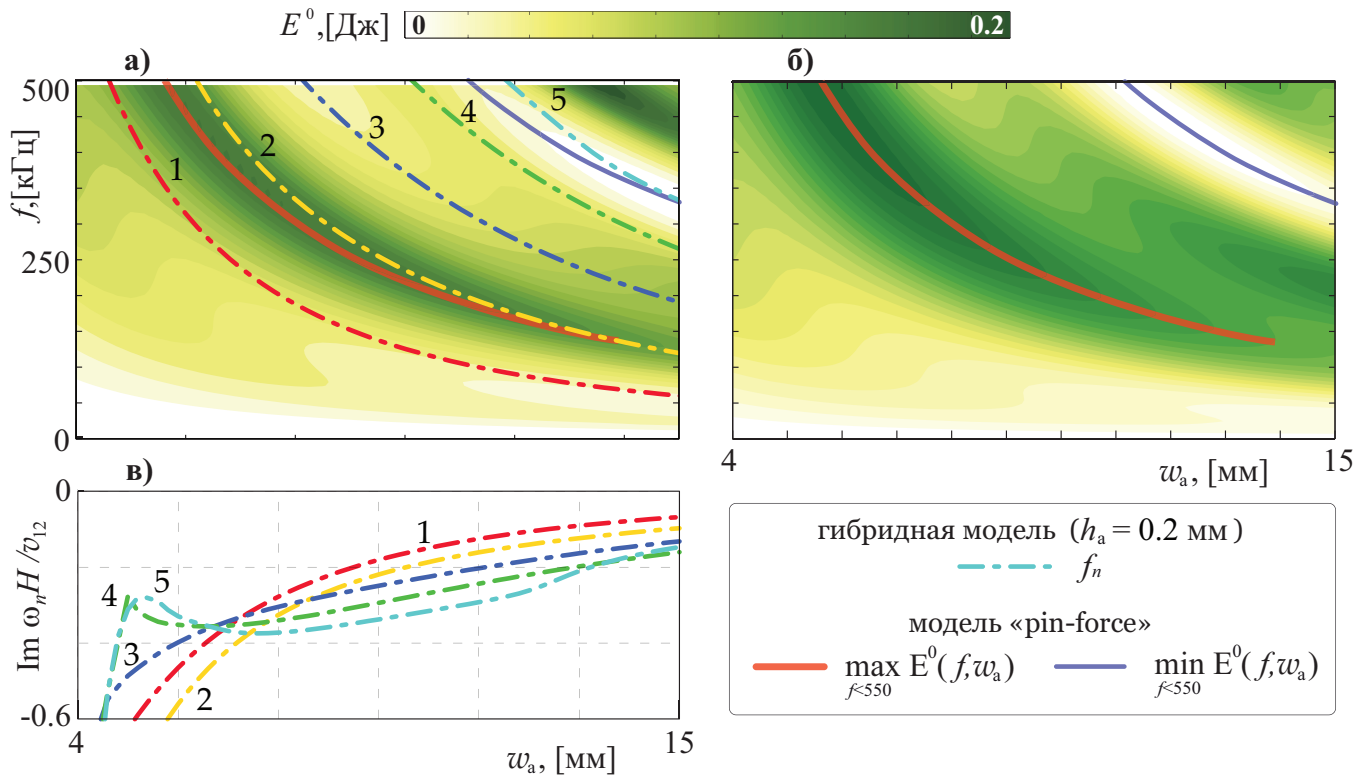 E⁰,[Дж]
0
0.2
а)
б)
f,[кГц]
500
250
0
1
2
3
4
5
4
15
w_a, [мм]
в)
Im ω_n H/v_12
0
-0.6
1
2
3
4
5
4
15
w_a, [мм]
гибридная модель (h_a = 0.2 мм)
f_n
модель «pin-force»
max E⁰(f,w_a)
f<550
min E⁰(f,w_a)
f<550